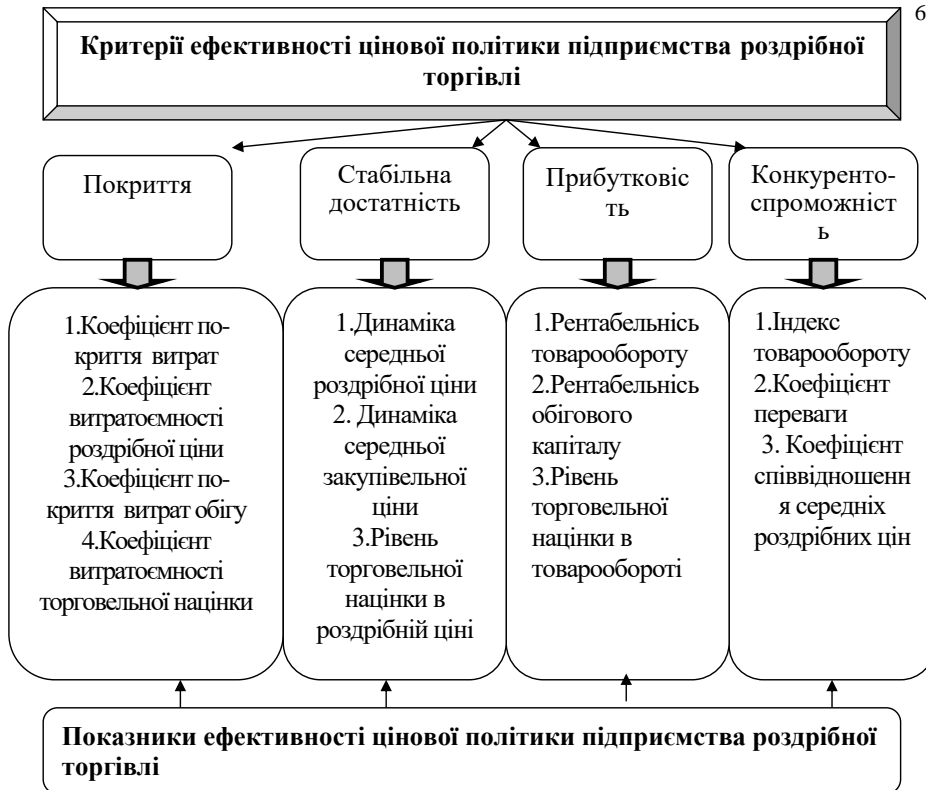 6
Критерії ефективності цінової політики підприємства роздрібної
торгівлі
Покриття
Стабільна
достатність
Прибутковіс
ть
Конкуренто-
спроможніст
ь
1.Коефіцієнт по-
криття витрат
2.Коефіцієнт
витратоємності
роздрібної ціни
3.Коефіцієнт по-
криття витрат обігу
4.Коефіцієнт
витратоємності
торговельної націнки
1.Динаміка
середньої
роздрібної ціни
2. Динаміка
середньої
закупівельної
ціни
3.Рівень
торговельної
націнки в
роздрібній ціні
1.Рентабельнісь
товарообороту
2.Рентабельнісь
обігового
капіталу
3.Рівень
торговельної
націнки в
товарообороті
1.Індекс
товарообороту
2.Коефіцієнт
переваги
3. Коефіцієнт
співвідношенн
я середніх
роздрібних цін
Показники ефективності цінової політики підприємства роздрібної
торгівлі